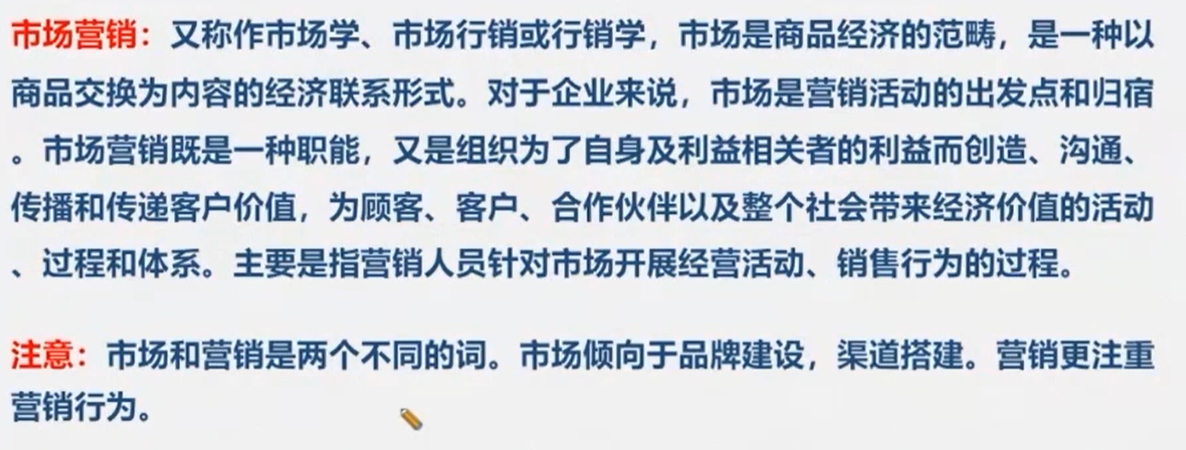 市场营销：又称作市场学、市场行销或行销学，市场是商品经济的范畴，是一种以
商品交换为内容的经济联系形式。对于企业来说，市场是营销活动的出发点和归宿
。市场营销既是一种职能，又是组织为了自身及利益相关者的利益而创造、沟通、
传播和传递客户价值，为顾客、客户、合作伙伴以及整个社会带来经济价值的活动
、过程和体系。主要是指营销人员针对市场开展经营活动、销售行为的过程。
注意：市场和营销是两个不同的词。市场倾向于品牌建设，渠道搭建。营销更注重
营销行为。